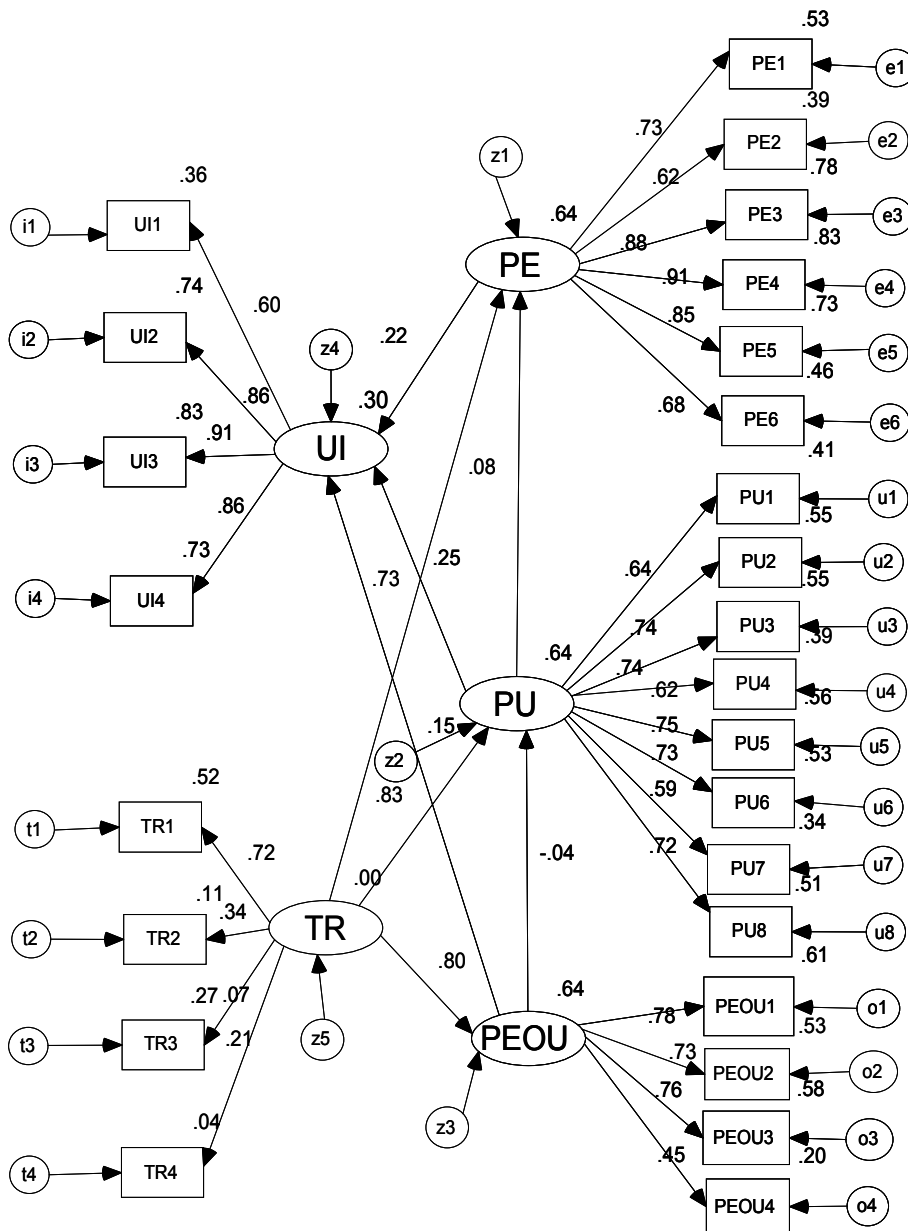 .53
PE1
e1
.39
.73
PE2
e2
z1
.78
.62
.36
PE3
e3
.64
i1
UI1
.83
.88
PE
PE4
e4
.91
.73
.74
.60
.85
PE5
e5
i2
UI2
z4
.22
.46
.86
.30
.68
PE6
e6
.83
.91
.41
UI
i3
UI3
.08
PU1
u1
.55
.86
.64
.73
.73
.25
PU2
u2
.55
i4
UI4
.74
PU3
u3
.39
.64
.74
PU4
u4
.62
.56
PU
.15
.75
PU5
u5
.53
z2
.73
.52
.83
.59
PU6
u6
.34
t1
TR1
.72
.72
-.04
PU7
u7
.51
.00
.11
.34
PU8
u8
t2
TR2
TR
.61
.80
.27
.07
.64
PEOU1
o1
.78
.53
.21
t3
TR3
z5
PEOU
.73
PEOU2
o2
.58
.76
.04
z3
PEOU3
o3
.20
.45
t4
TR4
PEOU4
o4